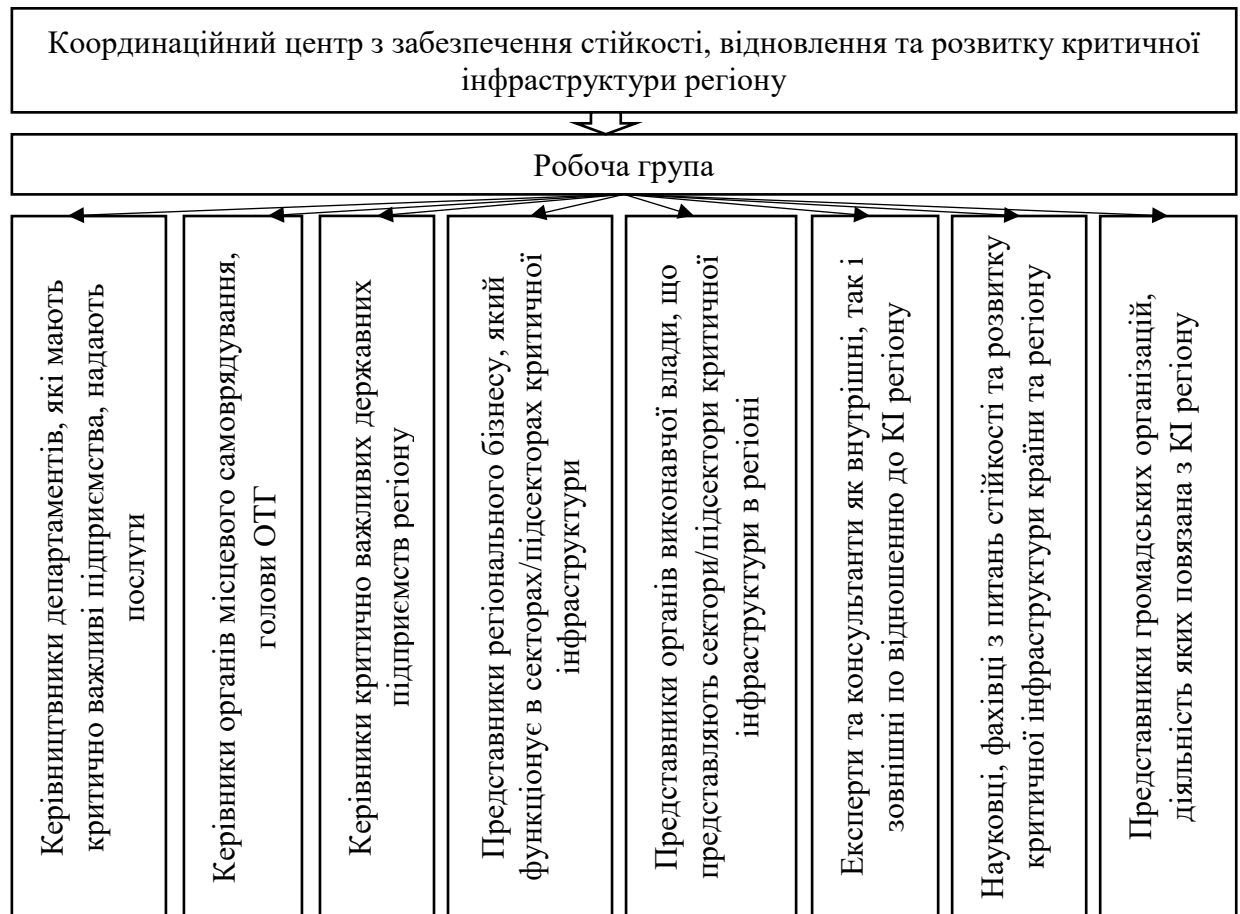 Координаційний центр з забезпечення стійкості, відновлення та розвитку критичної
інфраструктури регіону
Робоча група
Керівництвники департаментів, які мають
критично важливі підприємства, надають
послуги
Керівники органів місцевого самоврядування,
голови ОТГ
Керівники критично важливих державних
підприємств регіону
Представники регіонального бізнесу, який
функціонує в секторах/підсекторах критичної
інфраструктури
Представники органів виконавчої влади, що
представляють сектори/підсектори критичної
інфраструктури в регіоні
Експерти та консультанти як внутрішні, так і
зовнішні по відношенню до КІ регіону
Науковці, фахівці з питань стійкості та розвитку
критичної інфраструктури країни та регіону
Представники громадських організацій,
діяльність яких повязана з КІ регіону